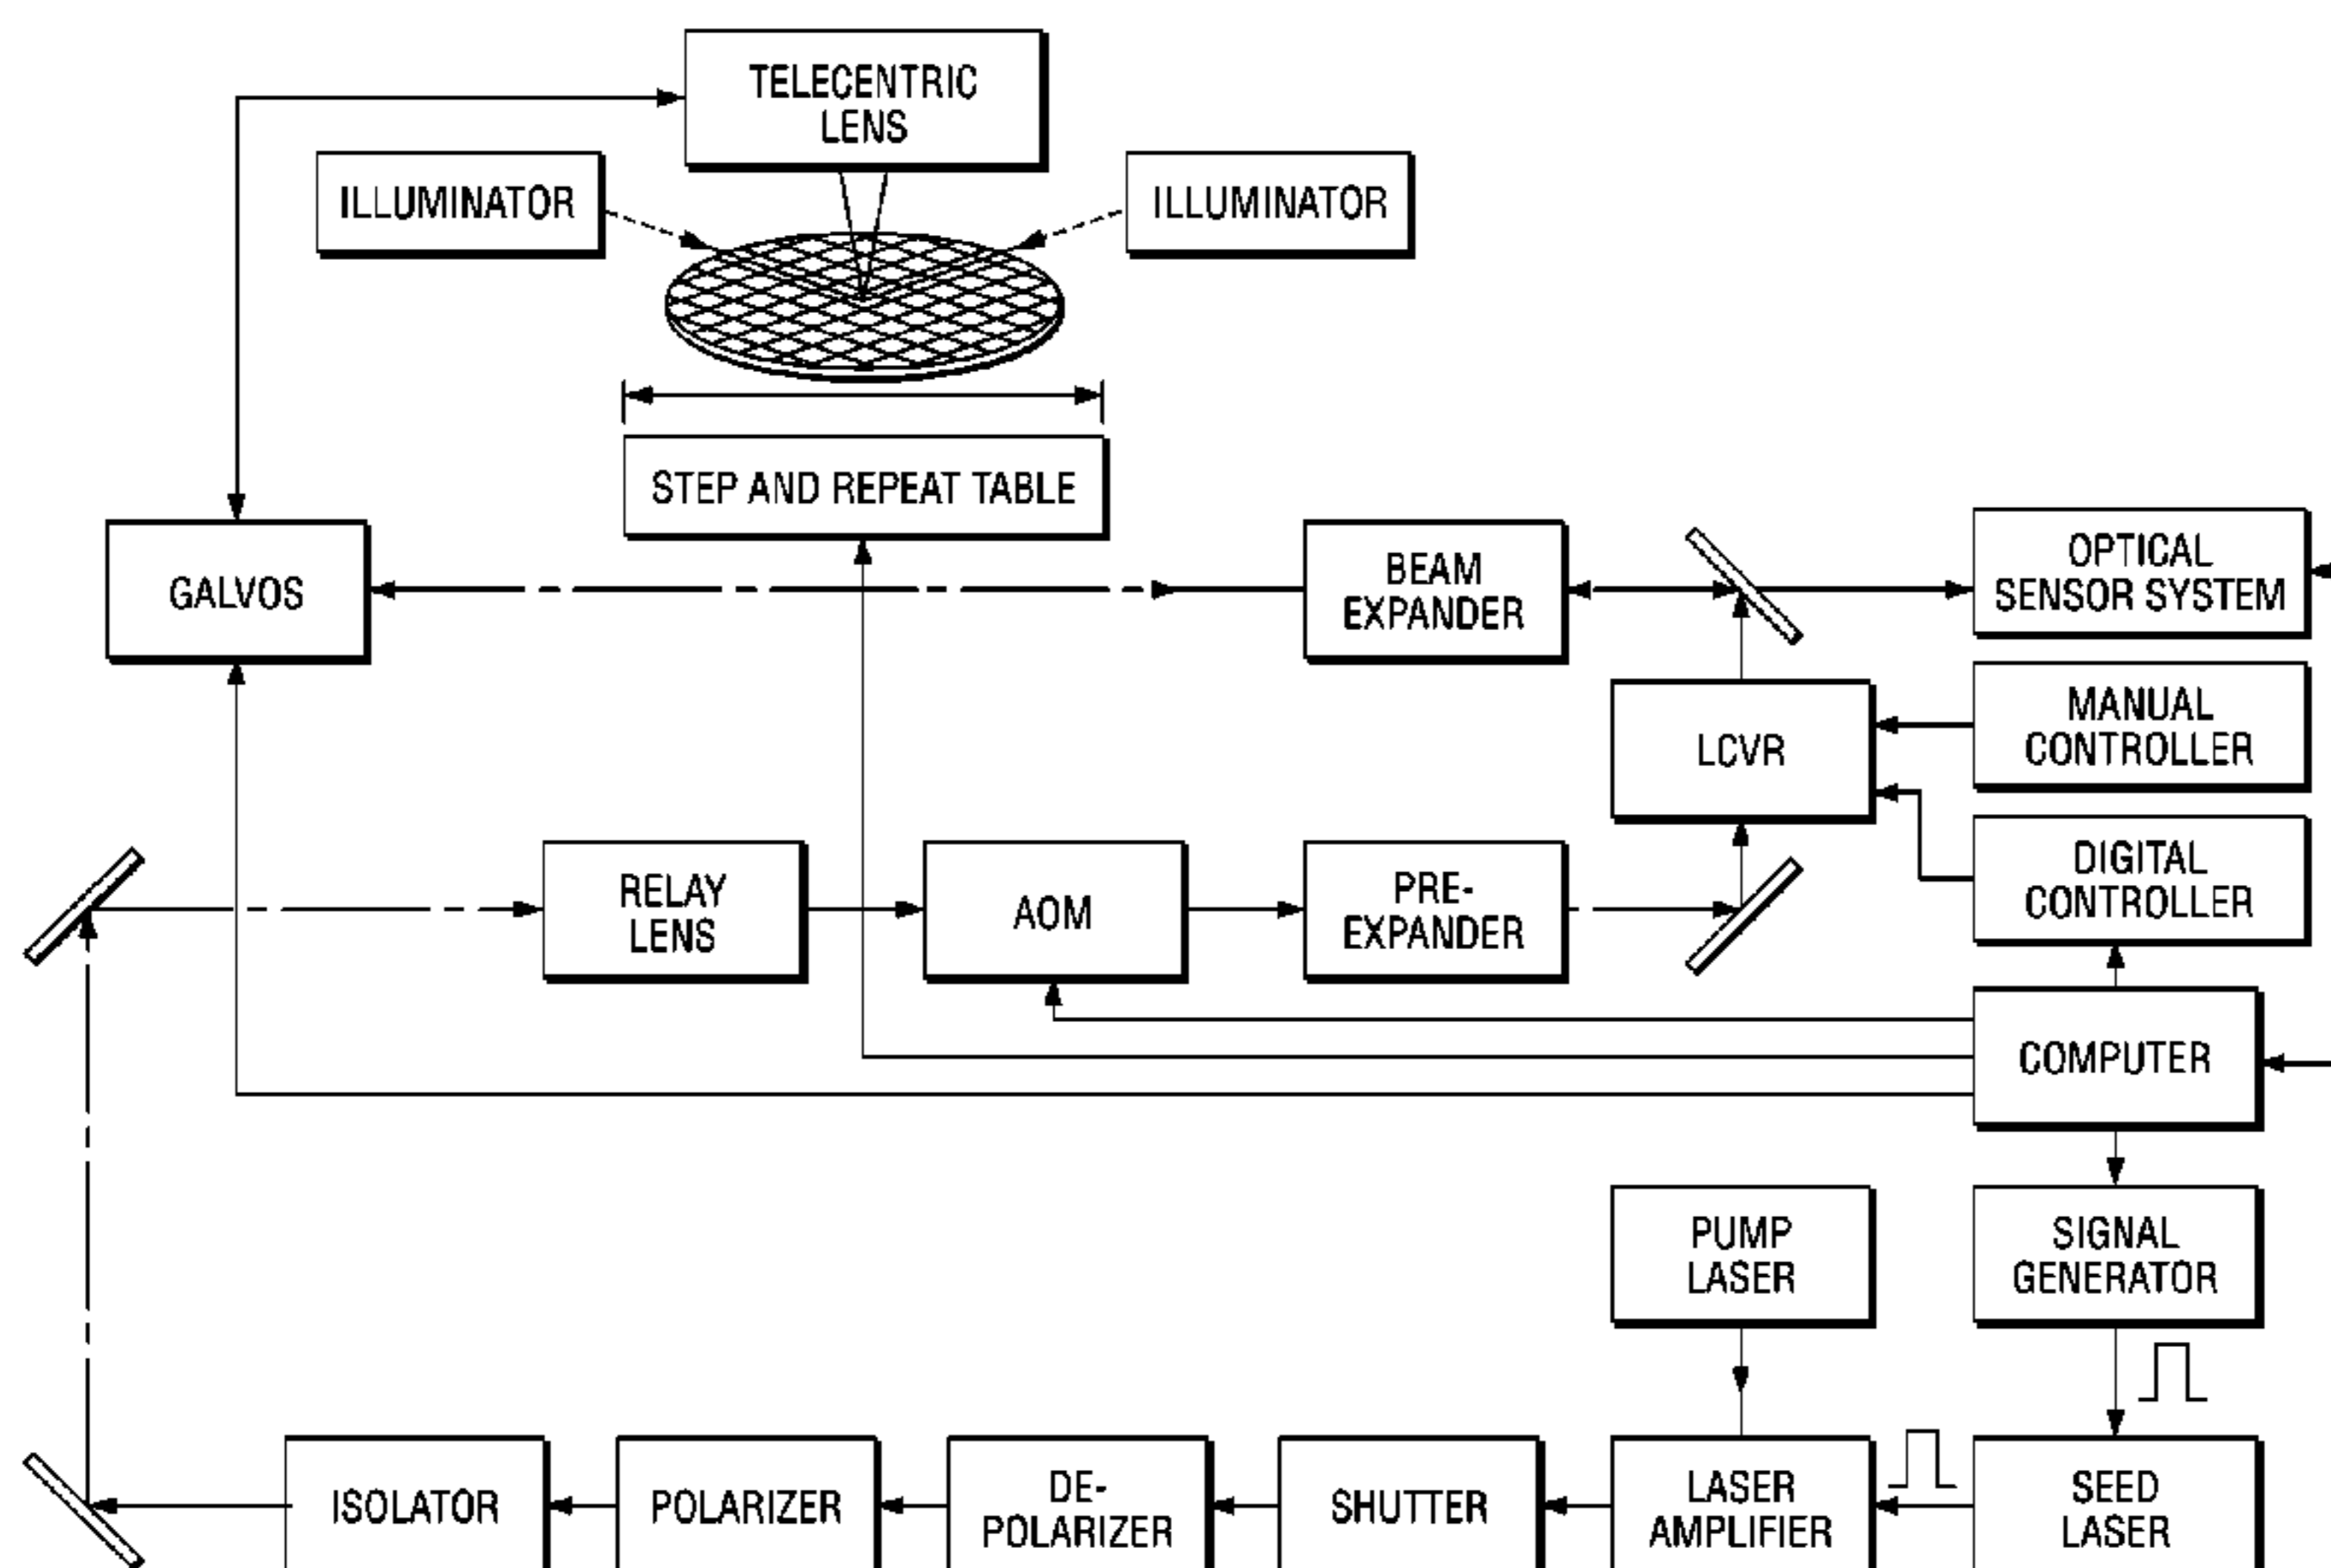 TELECENTRIC
LENS
ILLUMINATOR
ILLUMINATOR
STEP AND REPEAT TABLE
GALVOS
BEAM
EXPANDER
OPTICAL
SENSOR SYSTEM
MANUAL
CONTROLLER
LCVR
DIGITAL
CONTROLLER
RELAY
LENS
AOM
PRE-
EXPANDER
COMPUTER
PUMP
LASER
SIGNAL
GENERATOR
ISOLATOR
POLARIZER
DE-
POLARIZER
SHUTTER
LASER
AMPLIFIER
SEED
LASER